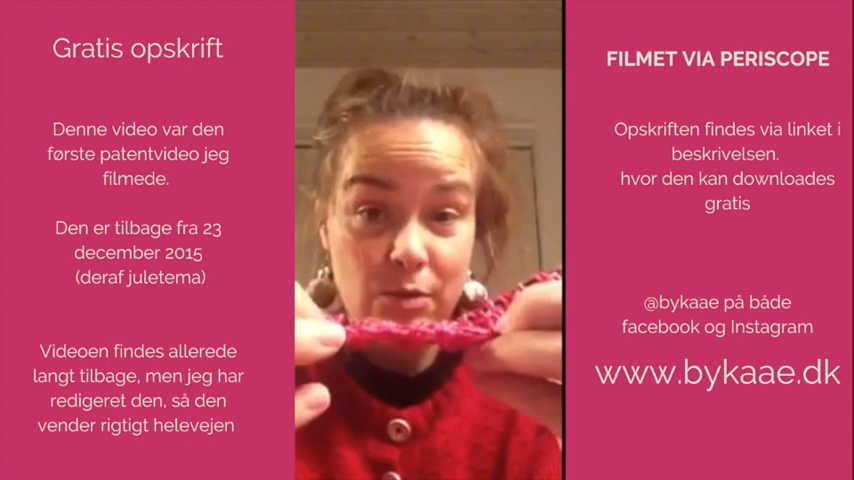 Gratis opskrift
Denne video var den
første patentvideo jeg
filmede.
Den er tilbage fra 23
december 2015
(deraf juletema)
Videoen findes allerede
langt tilbage, men jeg har
redigeret den, så den
vender rigtigt helevejen
FILMET VIA PERISCOPE
Opskriften findes via linket i
beskrivelsen.
hvor den kan downloades
gratis
@bykaae på både
facebook og Instagram
www.bykaae.dk